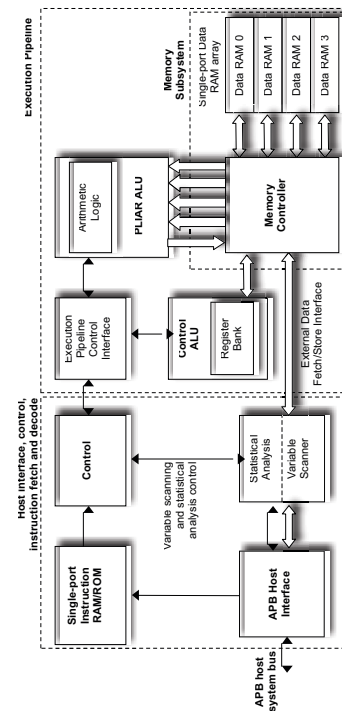 Execution Pipeline
Memory
Subsystem
Single-port Data
RAM array
Data RAM 0
Data RAM 1
Data RAM 2
Data RAM 3
Arithmetic
Logic
PLIAR ALU
Memory
Controller
Execution
Pipeline
Control
Interface
Control
ALU
Register
Bank
External Data
Fetch/Store Interface
Host interface, control,
instruction fetch and decode
Control
Variable scanning
and statistical
analysis control
Statistical
Analysis
Variable
Scanner
Single-port
Instruction
RAM/ROM
APB Host
Interface
APB host
system bus